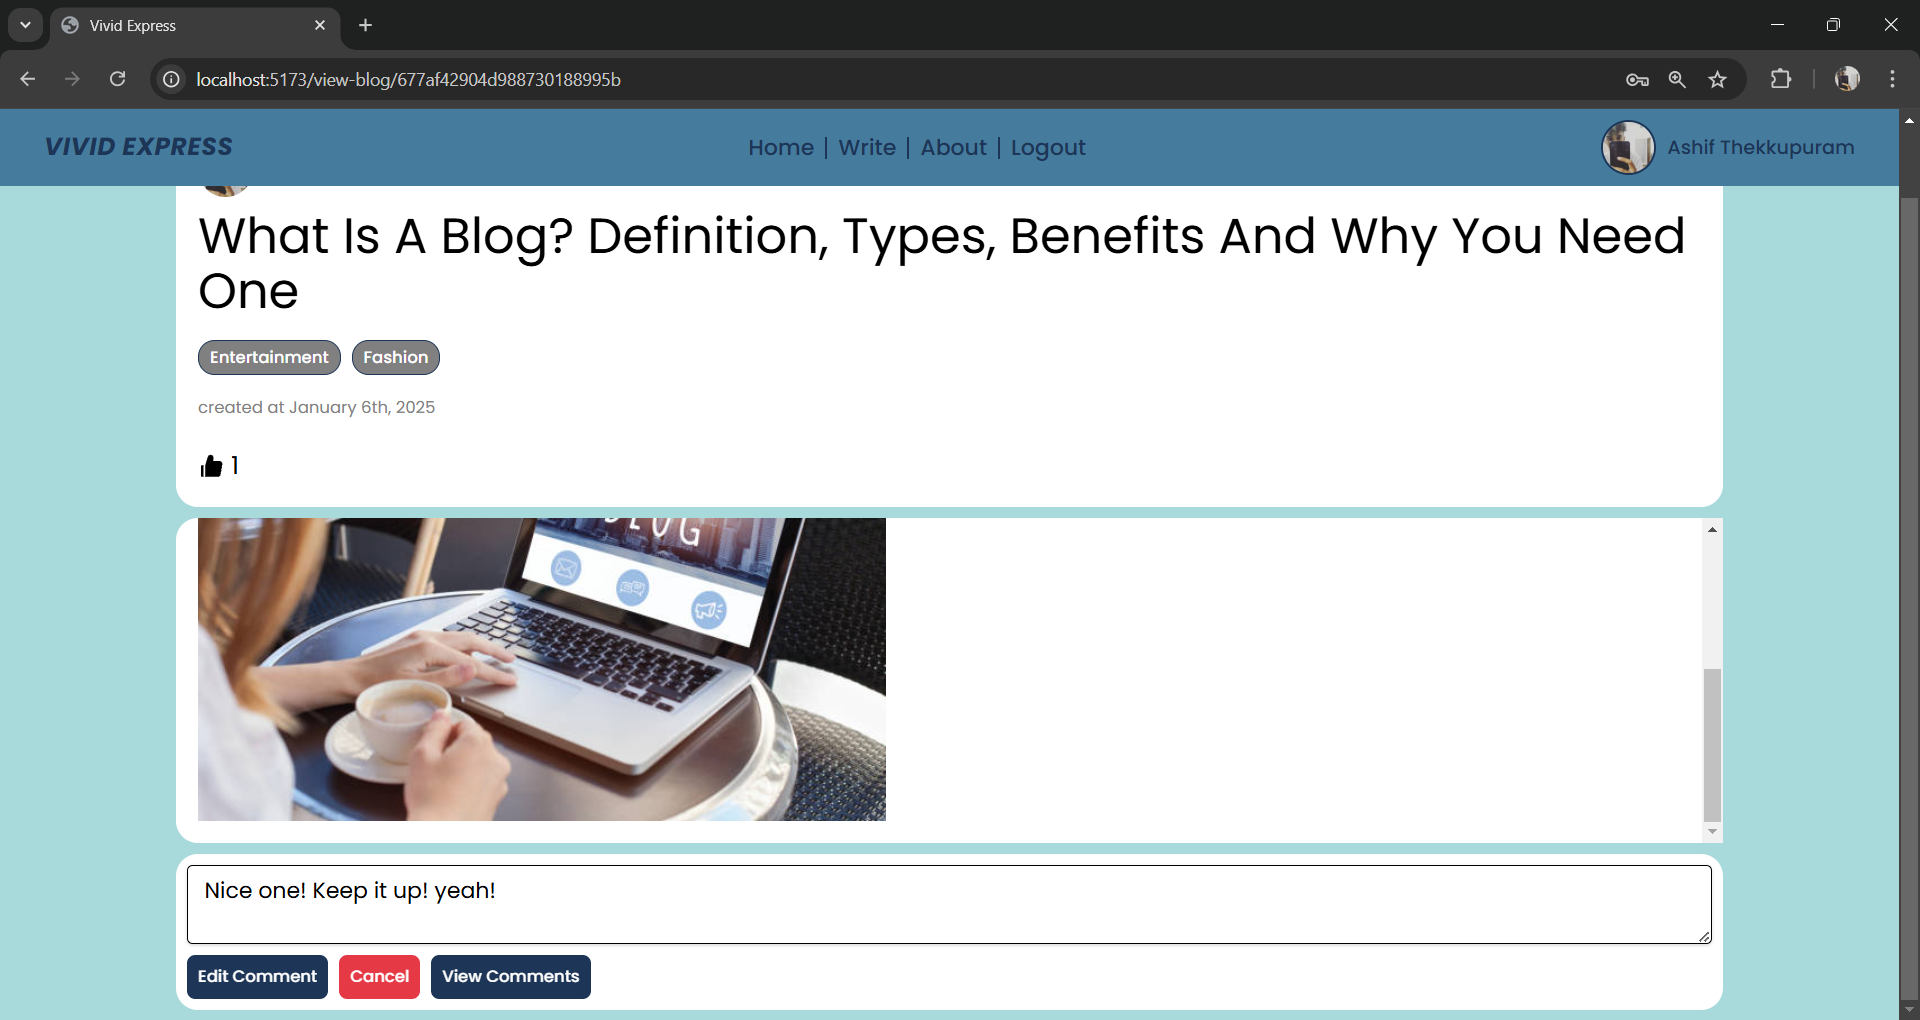 Vivid Express
localhost:5173/view-blog/677af42904d988730188995b
VIVID EXPRESS
Home | Write | About | Logout
Ashif Thekkupuram
What Is A Blog? Definition, Types, Benefits And Why You Need
One
Entertainment Fashion
created at January 6th, 2025
1
BLOG
Nice one! Keep it up! yeah!
Edit Comment Cancel View Comments